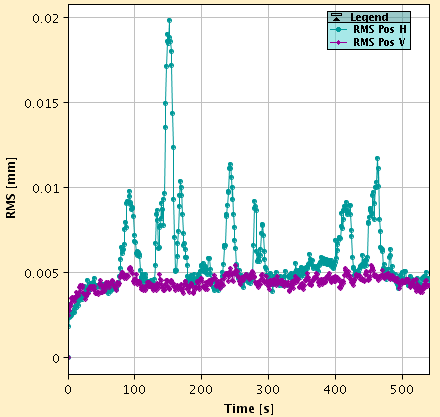 0.02
Legend
RMS Pos H
RMS Pos V
0.015
RMS [mm]
0.01
0.005
0
0 100 200 300 400 500
Time [s]